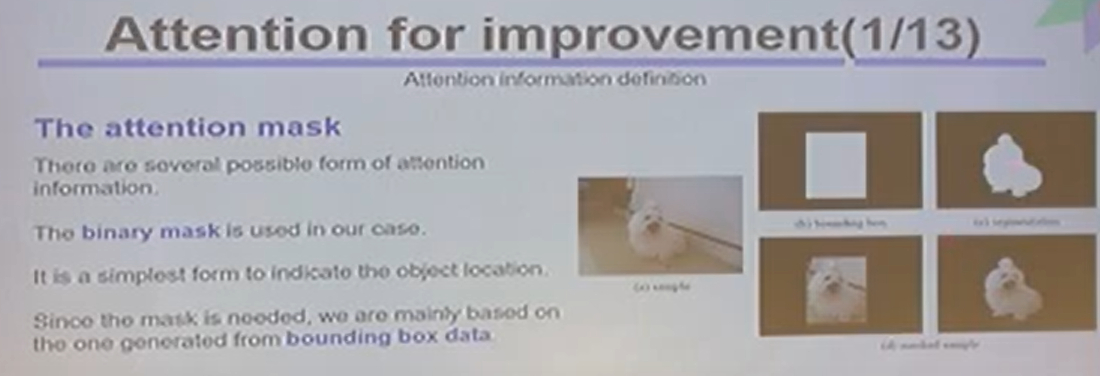 Attention for improvement(1/13)
Attention information definition
The attention mask
There are several possible form of attention
information.
The binary mask is used in our case.
It is a simplest form to indicate the object location.
Since the mask is needed, we are mainly based on
the one generated from bounding box data
(a) sample
(b) bounding box
(c) segmentation
(d) masked sample